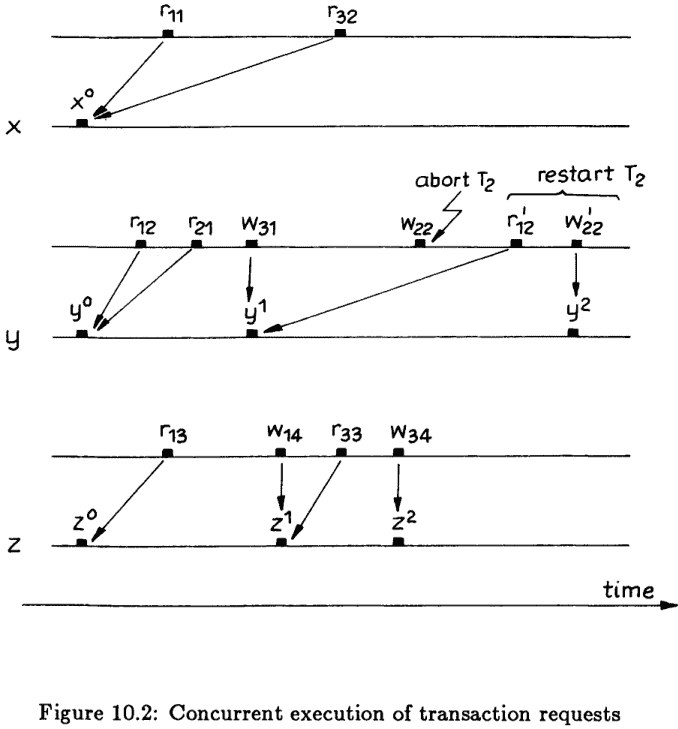 r11 r32
x0
x
abort T2 restart T2
r12 r21 w31 w22 r'12 w'22
y0 y1 y2
y
r13 w14 r33 w34
z0 z1 z2
z
time
Figure 10.2: Concurrent execution of transaction requests